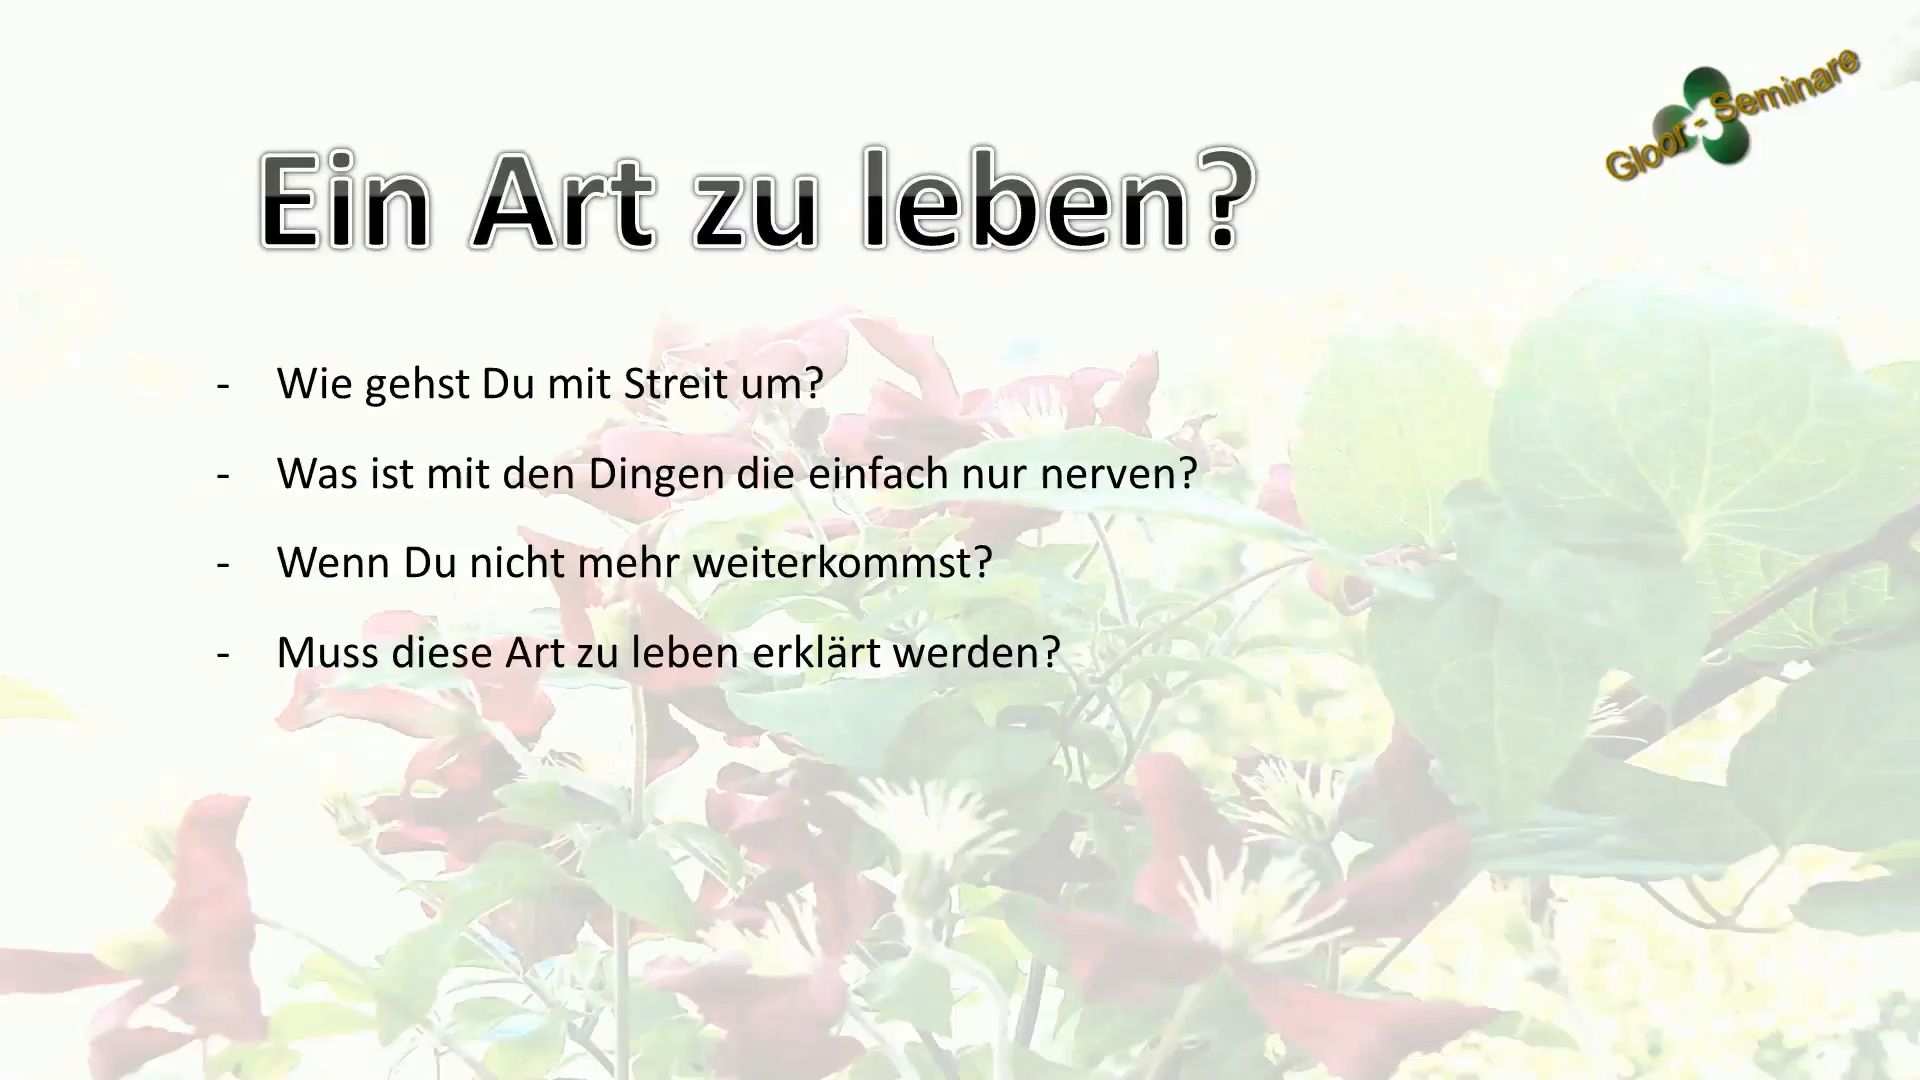 Gloor - Seminare
Ein Art zu leben?
- Wie gehst Du mit Streit um?
- Was ist mit den Dingen die einfach nur nerven?
- Wenn Du nicht mehr weiterkommst?
- Muss diese Art zu leben erklärt werden?